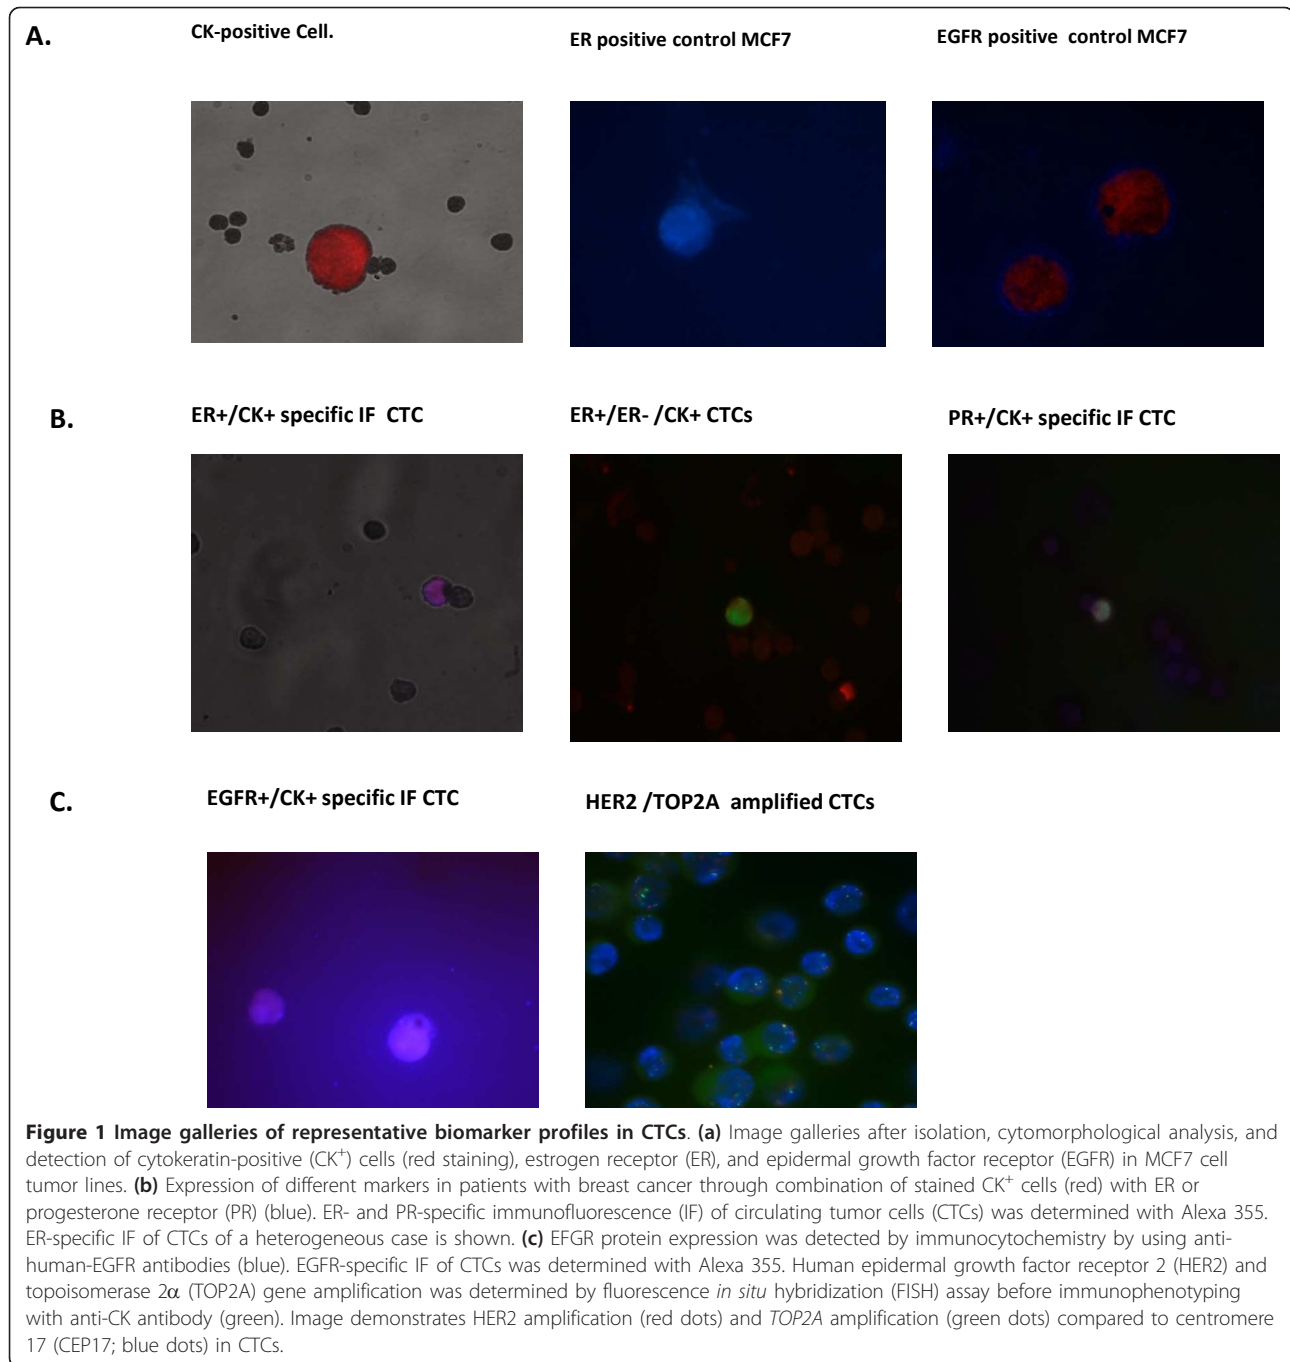 A.
CK-positive Cell.
ER positive control MCF7
EGFR positive control MCF7
B.
ER+/CK+ specific IF CTC
ER+/ER- /CK+ CTCs
PR+/CK+ specific IF CTC
C.
EGFR+/CK+ specific IF CTC
HER2 /TOP2A amplified CTCs
Figure 1 Image galleries of representative biomarker profiles in CTCs. (a) Image galleries after isolation, cytomorphological analysis, and
detection of cytokeratin-positive (CK+) cells (red staining), estrogen receptor (ER), and epidermal growth factor receptor (EGFR) in MCF7 cell
tumor lines. (b) Expression of different markers in patients with breast cancer through combination of stained CK+ cells (red) with ER or
progesterone receptor (PR) (blue). ER- and PR-specific immunofluorescence (IF) of circulating tumor cells (CTCs) was determined with Alexa 355.
ER-specific IF of CTCs of a heterogeneous case is shown. (c) EFGR protein expression was detected by immunocytochemistry by using anti-
human-EGFR antibodies (blue). EGFR-specific IF of CTCs was determined with Alexa 355. Human epidermal growth factor receptor 2 (HER2) and
topoisomerase 2α (TOP2A) gene amplification was determined by fluorescence in situ hybridization (FISH) assay before immunophenotyping
with anti-CK antibody (green). Image demonstrates HER2 amplification (red dots) and TOP2A amplification (green dots) compared to centromere
17 (CEP17; blue dots) in CTCs.